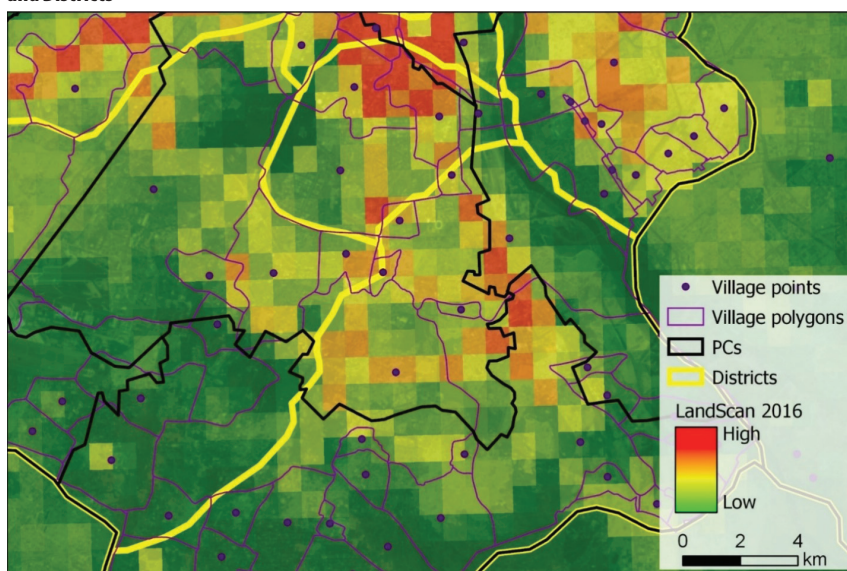 and Districts
Village points
Village polygons
PCs
Districts
LandScan 2016
High
Low
0 2 4
km